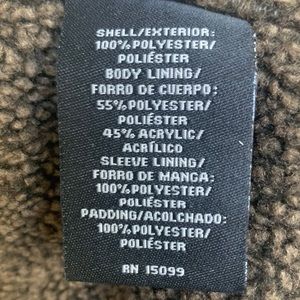 SHELL/EXTERIOR:
100% POLYESTER/
POLIÉSTER
BODY LINING/
FORRO DE CUERPO:
55% POLYESTER/
POLIÉSTER
45% ACRYLIC/
ACRÍLICO
SLEEVE LINING/
FORRO DE MANGA:
100% POLYESTER/
POLIÉSTER
PADDING/ACOLCHADO:
100% POLYESTER/
POLIÉSTER
RN 15099